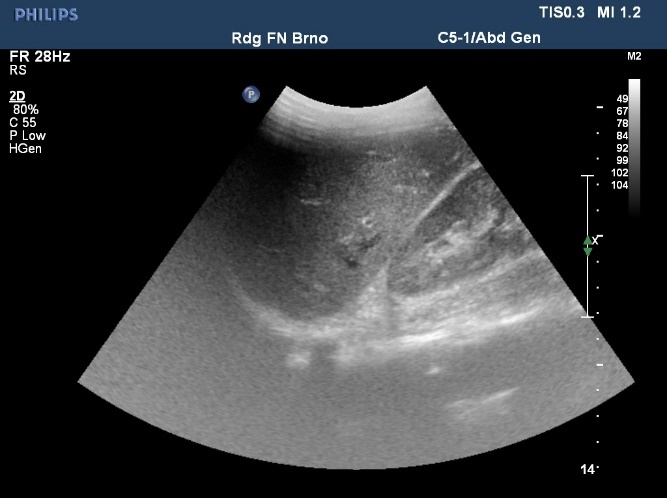 PHILIPS
TIS0.3 MI 1.2
Rdg FN Brno
C5-1/Abd Gen
FR 28Hz
RS
2D
80%
C 55
P Low
HGen
P
M2
49
67
78
84
92
99
102
104
X
14